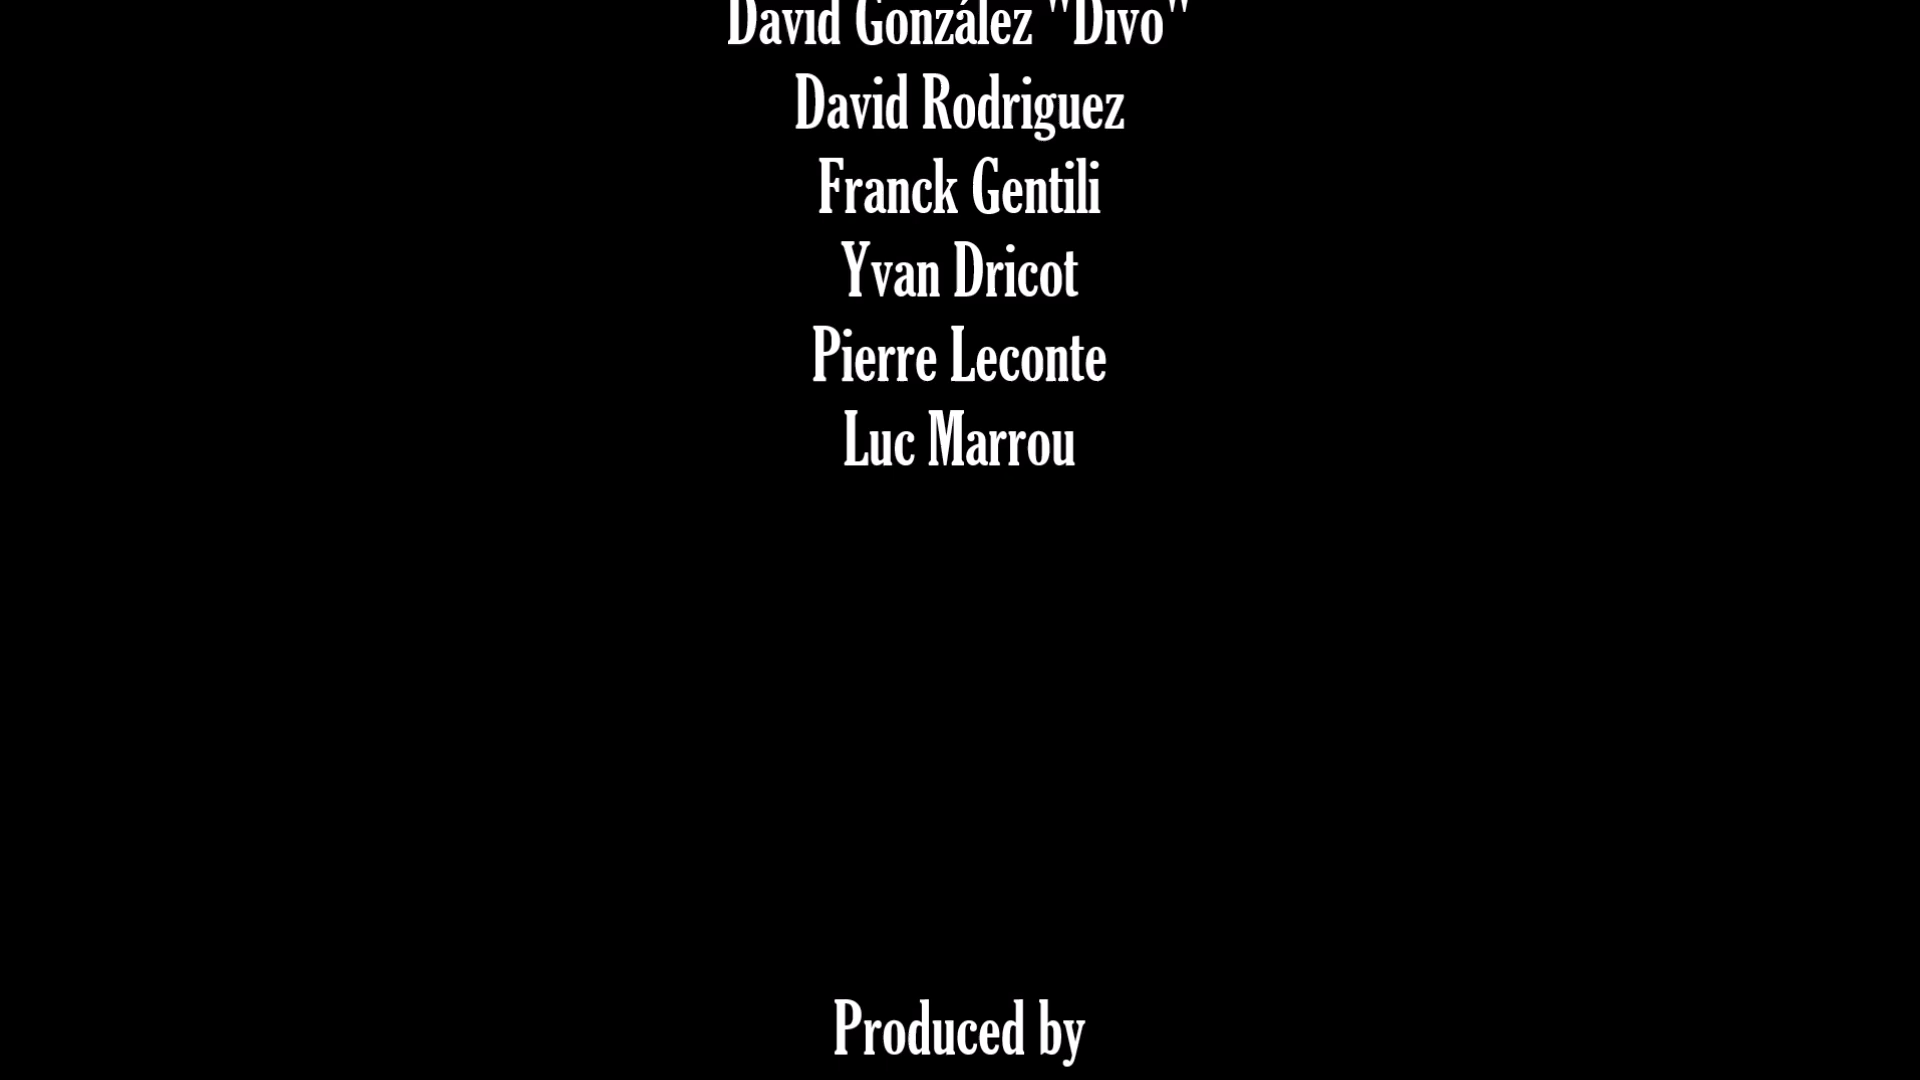 David González "Divo"
David Rodriguez
Franck Gentili
Yvan Dricot
Pierre Leconte
Luc Marrou
Produced by